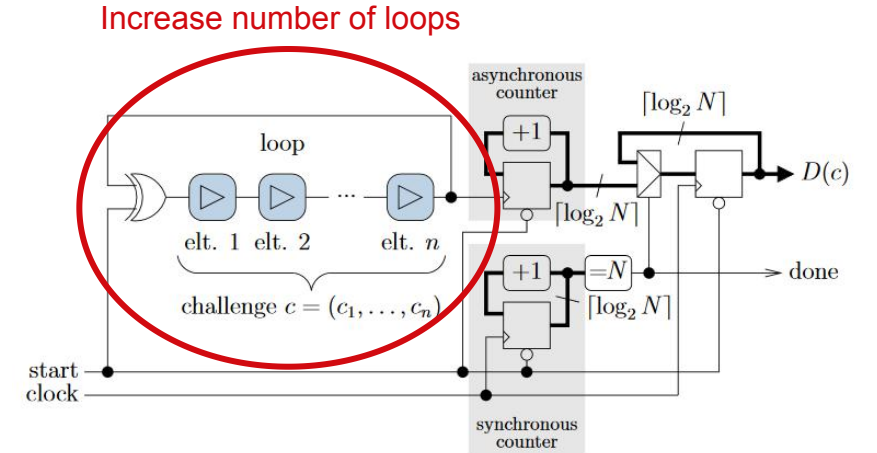 Increase number of loops
asynchronous
counter
+1
⌈log₂ N⌉
loop
D(c)
...
⌈log₂ N⌉
elt. 1 elt. 2 elt. n
+1
=N
done
challenge c = (c₁, . . . , cₙ)
⌈log₂ N⌉
start
clock
synchronous
counter